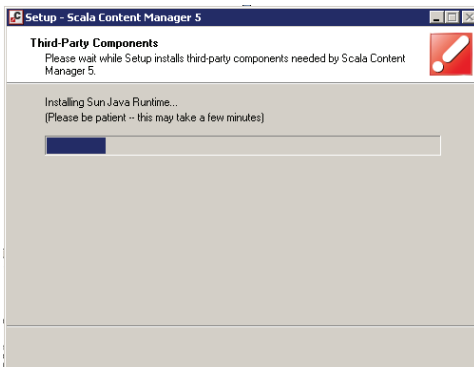 Setup - Scala Content Manager 5
Third-Party Components
Please wait while Setup installs third-party components needed by Scala Content
Manager 5.
Installing Sun Java Runtime...
(Please be patient -- this may take a few minutes)